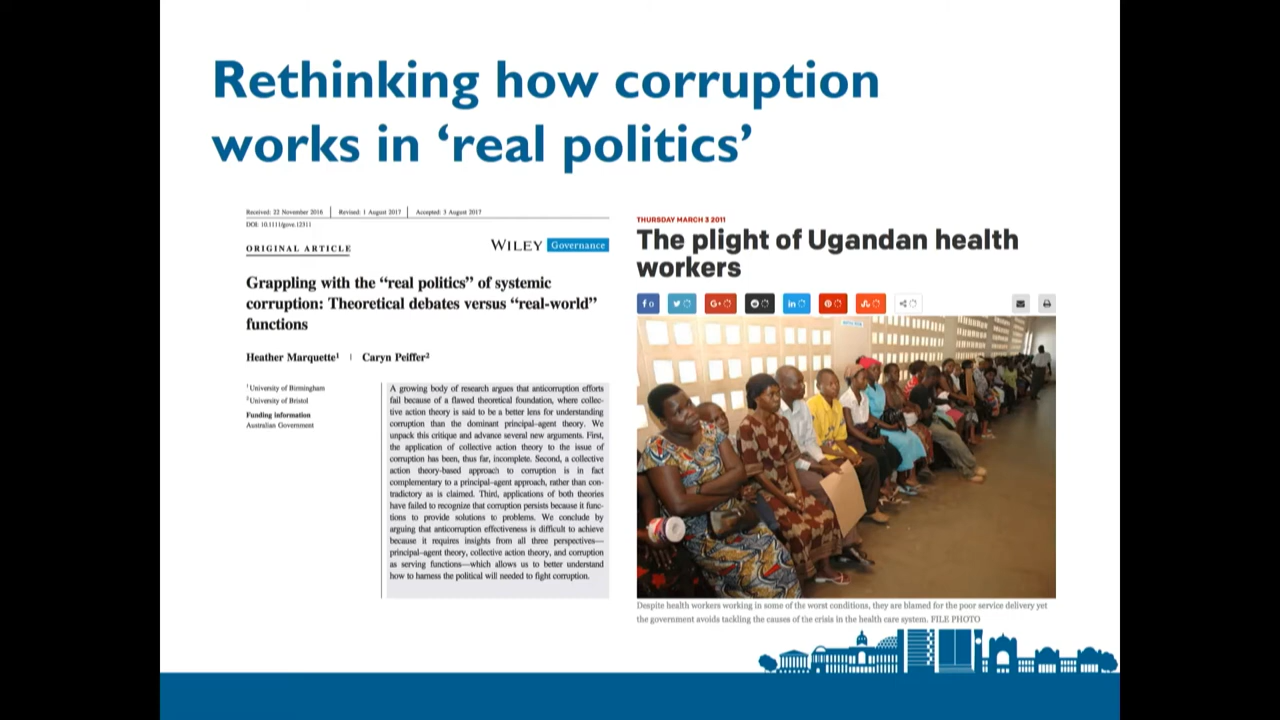 Rethinking how corruption
works in ‘real politics’
Received: 22 November 2016 | Revised: 1 August 2017 | Accepted: 3 August 2017
DOI: 10.1111/gove.12311
ORIGINAL ARTICLE
WILEY Governance
Grappling with the “real politics” of systemic
corruption: Theoretical debates versus “real-world”
functions
Heather Marquette¹ | Caryn Peiffer²
¹University of Birmingham
²University of Bristol
Funding information
Australian Government
A growing body of research argues that anticorruption efforts
fail because of a flawed theoretical foundation, where collec-
tive action theory is said to be a better lens for understanding
corruption than the dominant principal–agent theory. We
unpack this critique and advance several new arguments. First,
the application of collective action theory to the issue of
corruption has been, thus far, incomplete. Second, a collective
action theory-based approach to corruption is in fact
complementary to a principal–agent approach, rather than con-
tradictory as is claimed. Third, applications of both theories
have failed to recognize that corruption persists because it func-
tions to provide solutions to problems. We conclude by
arguing that anticorruption effectiveness is difficult to achieve
because it requires insights from all three perspectives—
principal–agent theory, collective action theory, and corruption
as serving functions—which allows us to better understand
how to harness the political will needed to fight corruption.
THURSDAY MARCH 3 2011
The plight of Ugandan health
workers
f 0
G+
in
Despite health workers working in some of the worst conditions, they are blamed for the poor service delivery yet
the government avoids tackling the causes of the crisis in the health care system. FILE PHOTO